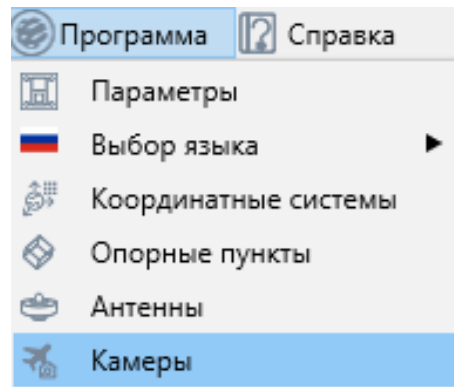 Программа Справка
Параметры
Выбор языка
Координатные системы
Опорные пункты
Антенны
Камеры